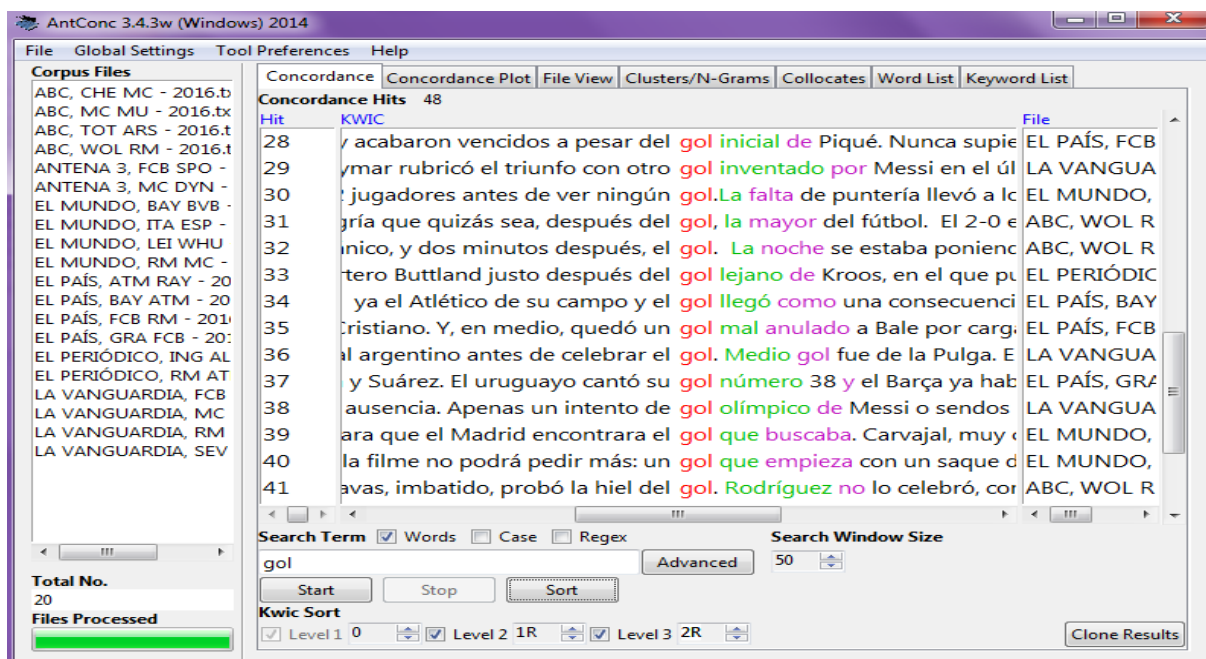 AntConc 3.4.3w (Windows) 2014
File Global Settings Tool Preferences Help
Corpus Files
ABC, CHE MC - 2016.t
ABC, MC MU - 2016.tx
ABC, TOT ARS - 2016.t
ABC, WOL RM - 2016.t
ANTENA 3, FCB SPO -
ANTENA 3, MC DYN -
EL MUNDO, BAY BVB -
EL MUNDO, ITA ESP -
EL MUNDO, LEI WHU
EL MUNDO, RM MC -
EL PAÍS, ATM RAY - 20
EL PAÍS, BAY ATM - 20
EL PAÍS, FCB RM - 201
EL PAÍS, GRA FCB - 20
EL PERIÓDICO, ING AL
EL PERIÓDICO, RM AT
LA VANGUARDIA, FCB
LA VANGUARDIA, MC
LA VANGUARDIA, RM
LA VANGUARDIA, SEV
Total No.
20
Files Processed
Concordance Concordance Plot File View Clusters/N-Grams Collocates Word List Keyword List
Concordance Hits 48
Hit KWIC File
28 y acabaron vencidos a pesar del gol inicial de Piqué. Nunca supie EL PAÍS, FCB
29 ymar rubricó el triunfo con otro gol inventado por Messi en el úl LA VANGUA
30 jugadores antes de ver ningún gol.La falta de puntería llevó a lo EL MUNDO,
31 gría que quizás sea, después del gol, la mayor del fútbol. El 2-0 e ABC, WOL R
32 nico, y dos minutos después, el gol. La noche se estaba poniend ABC, WOL R
33 rtero Buttland justo después del gol lejano de Kroos, en el que pu EL PERIÓDIC
34 ya el Atlético de su campo y el gol llegó como una consecuenci EL PAÍS, BAY
35 Cristiano. Y, en medio, quedó un gol mal anulado a Bale por carg EL PAÍS, FCB
36 al argentino antes de celebrar el gol. Medio gol fue de la Pulga. E LA VANGUA
37 y Suárez. El uruguayo cantó su gol número 38 y el Barça ya hab EL PAÍS, GRA
38 ausencia. Apenas un intento de gol olímpico de Messi o sendos LA VANGUA
39 ara que el Madrid encontrara el gol que buscaba. Carvajal, muy EL MUNDO,
40 la filme no podrá pedir más: un gol que empieza con un saque d EL MUNDO,
41 avas, imbatido, probó la hiel del gol. Rodríguez no lo celebró, cor ABC, WOL R
Search Term Words Case Regex Search Window Size
gol Advanced 50
Start Stop Sort
Kwic Sort
Level 1 0 Level 2 1R Level 3 2R Clone Results